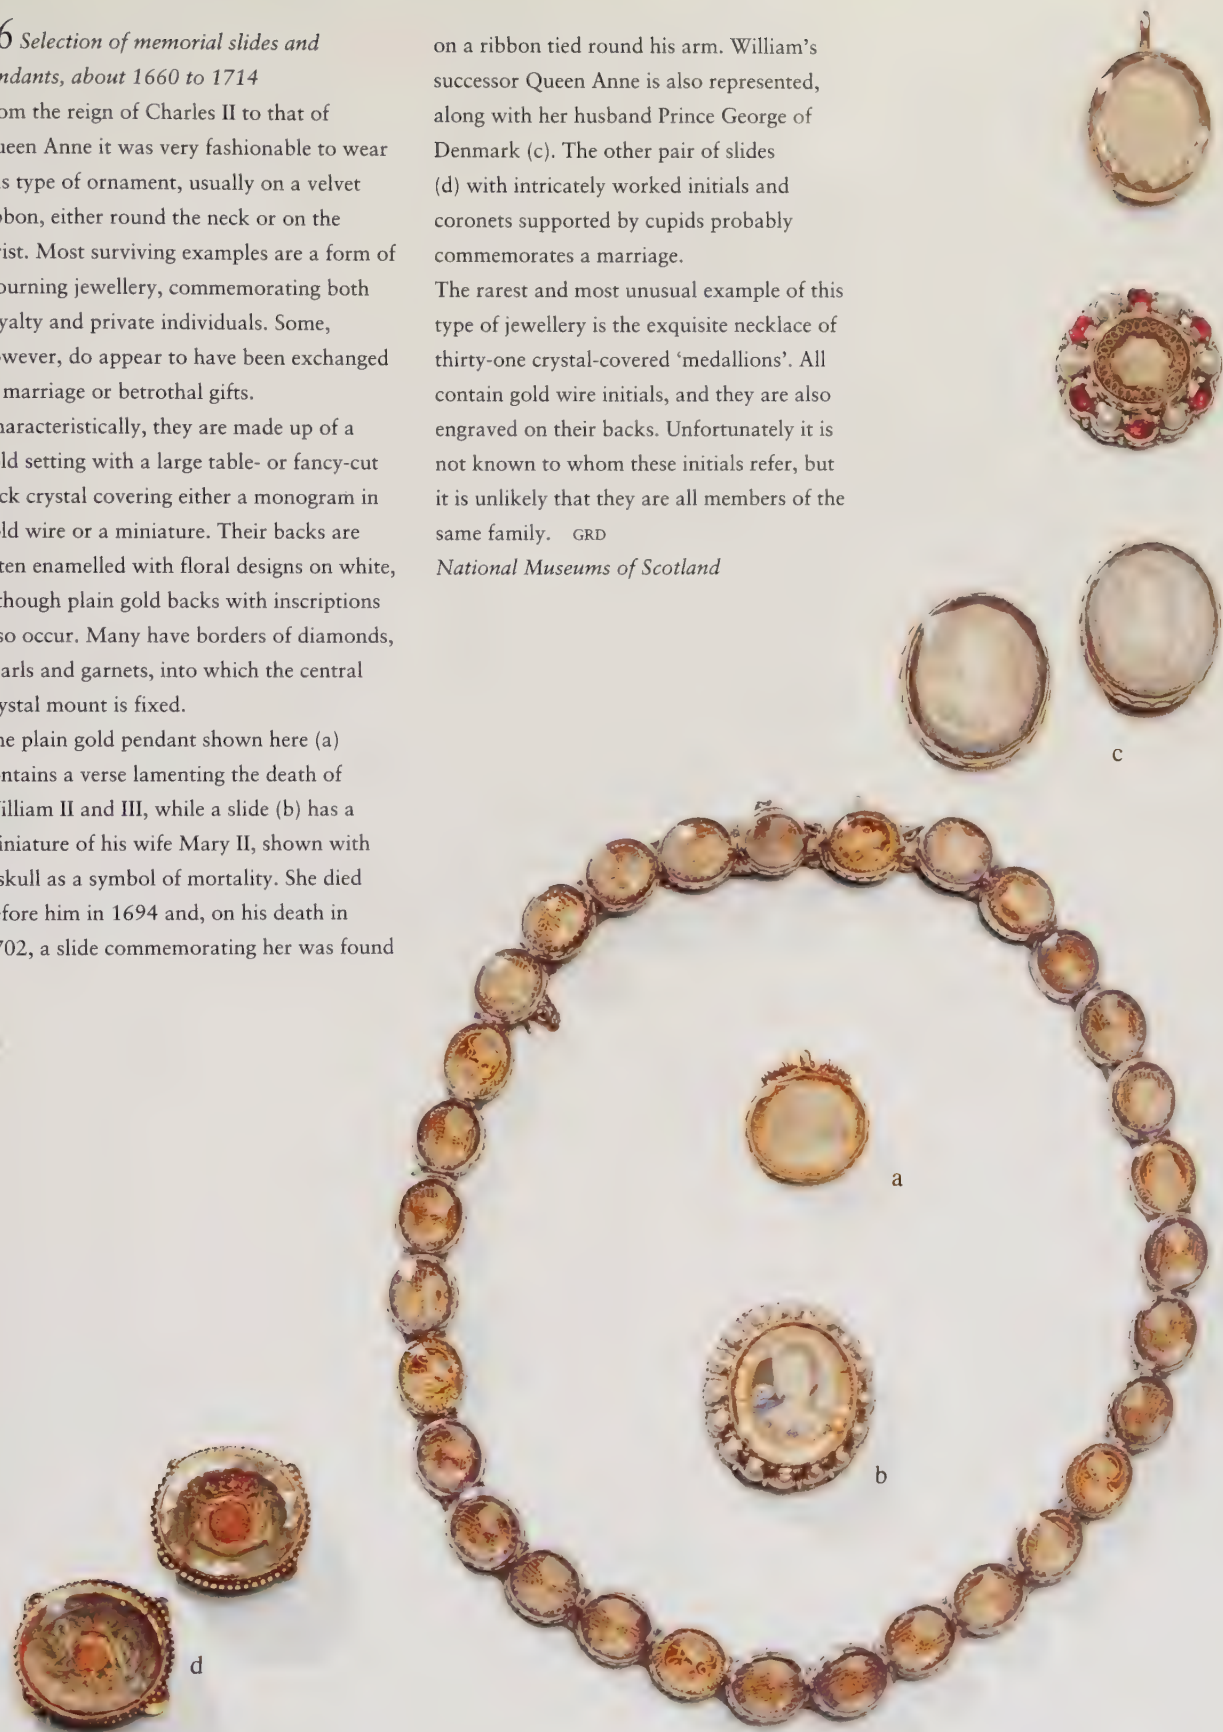 6 Selection of memorial slides and
ndants, about 1660 to 1714
om the reign of Charles II to that of
ueen Anne it was very fashionable to wear
is type of ornament, usually on a velvet
bbon, either round the neck or on the
rist. Most surviving examples are a form of
ourning jewellery, commemorating both
yalty and private individuals. Some,
owever, do appear to have been exchanged
marriage or betrothal gifts.
haracteristically, they are made up of a
ld setting with a large table- or fancy-cut
ck crystal covering either a monogram in
ld wire or a miniature. Their backs are
ten enamelled with floral designs on white,
though plain gold backs with inscriptions
so occur. Many have borders of diamonds,
arls and garnets, into which the central
ystal mount is fixed.
he plain gold pendant shown here (a)
ntains a verse lamenting the death of
illiam II and III, while a slide (b) has a
iniature of his wife Mary II, shown with
skull as a symbol of mortality. She died
efore him in 1694 and, on his death in
702, a slide commemorating her was found
on a ribbon tied round his arm. William's
successor Queen Anne is also represented,
along with her husband Prince George of
Denmark (c). The other pair of slides
(d) with intricately worked initials and
coronets supported by cupids probably
commemorates a marriage.
The rarest and most unusual example of this
type of jewellery is the exquisite necklace of
thirty-one crystal-covered ‘medallions’. All
contain gold wire initials, and they are also
engraved on their backs. Unfortunately it is
not known to whom these initials refer, but
it is unlikely that they are all members of the
same family. GRD
National Museums of Scotland
c
a
b
d